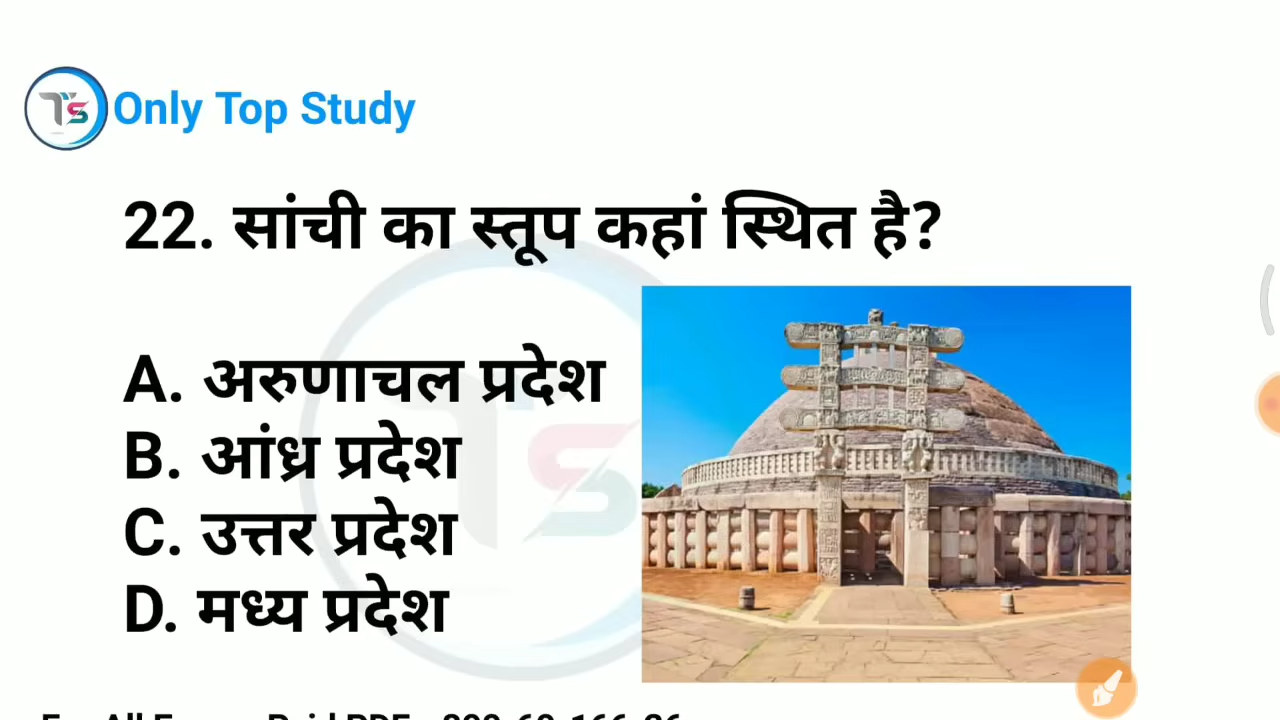 Only Top Study
22. सांची का स्तूप कहां स्थित है?
A. अरुणाचल प्रदेश
B. आंध्र प्रदेश
C. उत्तर प्रदेश
D. मध्य प्रदेश